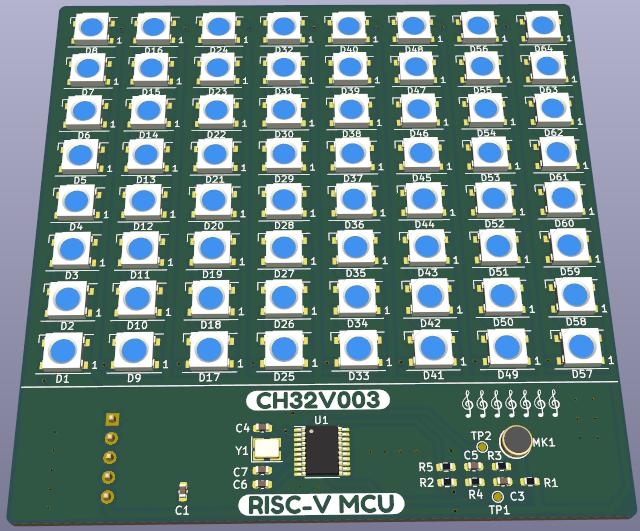 D8 D16 D24 D32 D40 D48 D56 D64
1 1 1 1 1 1 1 1
D7 D15 D23 D31 D39 D47 D55 D63
1 1 1 1 1 1 1 1
D6 D14 D22 D30 D38 D46 D54 D62
1 1 1 1 1 1 1 1
D5 D13 D21 D29 D37 D45 D53 D61
1 1 1 1 1 1 1 1
D4 D12 D20 D28 D36 D44 D52 D60
1 1 1 1 1 1 1 1
D3 D11 D19 D27 D35 D43 D51 D59
1 1 1 1 1 1 1 1
D2 D10 D18 D26 D34 D42 D50 D58
1 1 1 1 1 1 1 1
D1 D9 D17 D25 D33 D41 D49 D57
1 1 1 1 1 1 1 1
CH32V003
C4 U1
TP2 MK1
Y1
C5 R3
R5
C7
C6 R2 R4 C3 R1
C1 RISC-V MCU TP1